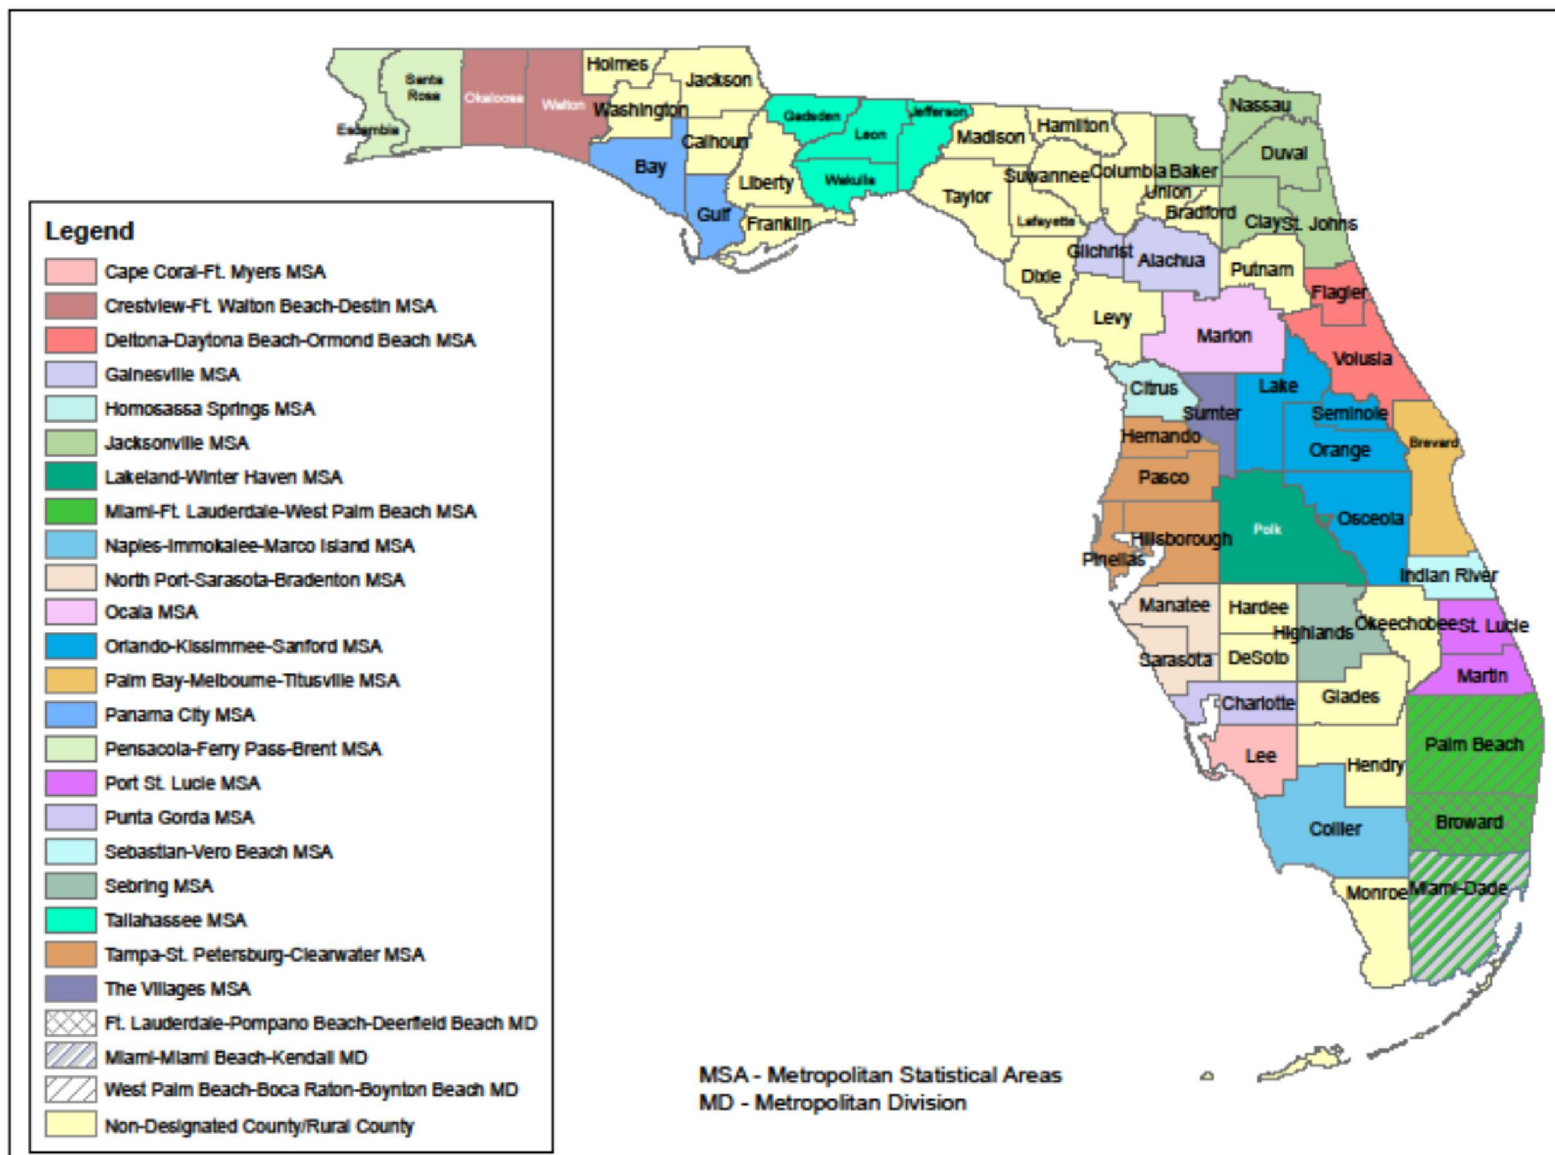 Holmes
Jackson
Santa
Rosa
Okaloosa
Walton
Washington
Escambia
Calhoun
Bay
Liberty
Gulf
Franklin
Gadsden
Leon
Jefferson
Wakulla
Madison
Hamilton
Taylor
Suwannee
Lafayette
Columbia
Baker
Union
Bradford
Nassau
Duval
Clay
St. Johns
Gilchrist
Alachua
Putnam
Dixie
Levy
Flagler
Marion
Volusia
Citrus
Sumter
Lake
Seminole
Hernando
Orange
Brevard
Pasco
Hillsborough
Pinellas
Polk
Osceola
Indian River
Manatee
Hardee
Highlands
Okeechobee
St. Lucie
Sarasota
DeSoto
Martin
Charlotte
Glades
Lee
Hendry
Palm Beach
Collier
Broward
Monroe
Miami-Dade
Legend
Cape Coral-Ft. Myers MSA
Crestview-Ft. Walton Beach-Destin MSA
Deltona-Daytona Beach-Ormond Beach MSA
Gainesville MSA
Homosassa Springs MSA
Jacksonville MSA
Lakeland-Winter Haven MSA
Miami-Ft. Lauderdale-West Palm Beach MSA
Naples-Immokalee-Marco Island MSA
North Port-Sarasota-Bradenton MSA
Ocala MSA
Orlando-Kissimmee-Sanford MSA
Palm Bay-Melbourne-Titusville MSA
Panama City MSA
Pensacola-Ferry Pass-Brent MSA
Port St. Lucie MSA
Punta Gorda MSA
Sebastian-Vero Beach MSA
Sebring MSA
Tallahassee MSA
Tampa-St. Petersburg-Clearwater MSA
The Villages MSA
Ft. Lauderdale-Pompano Beach-Deerfield Beach MD
Miami-Miami Beach-Kendall MD
West Palm Beach-Boca Raton-Boynton Beach MD
Non-Designated County/Rural County
MSA - Metropolitan Statistical Areas
MD - Metropolitan Division